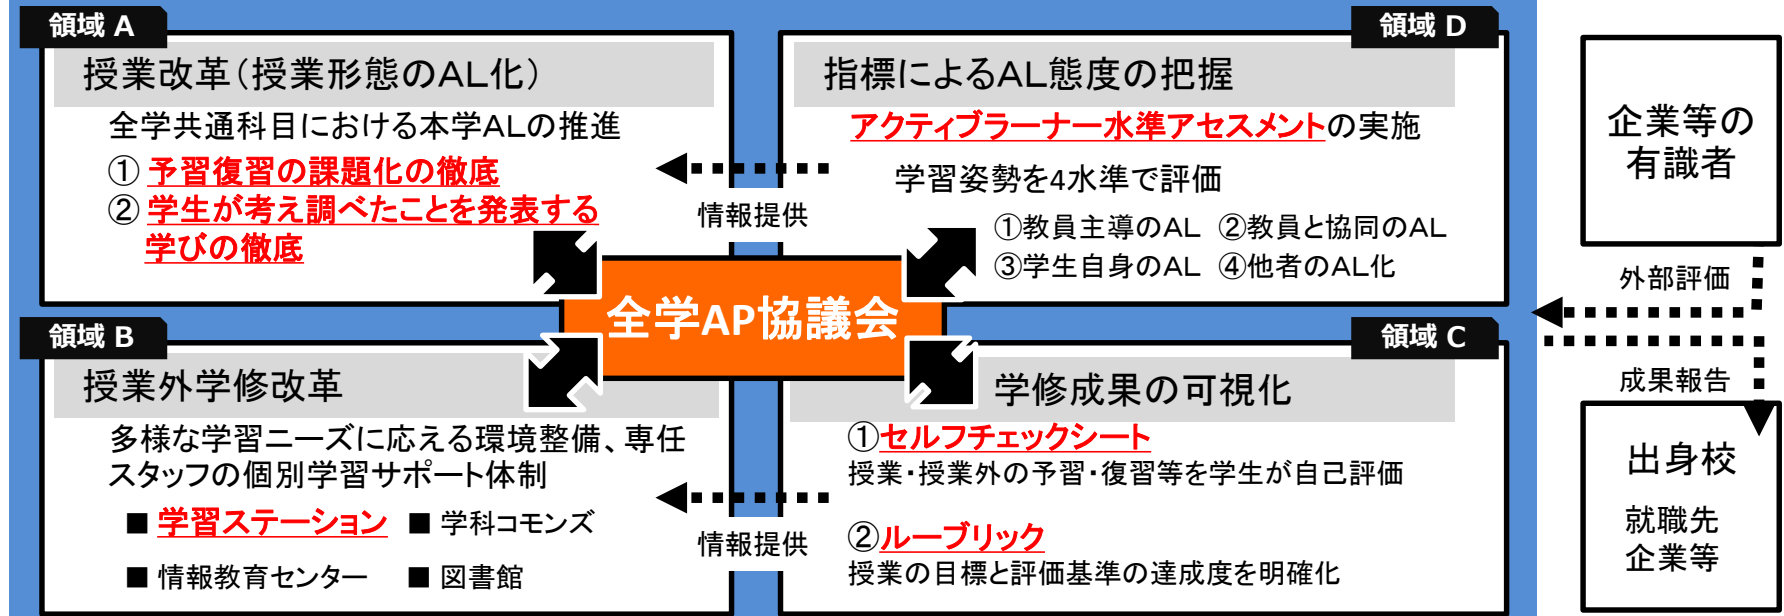 領域 A
授業改革(授業形態のAL化)
全学共通科目における本学ALの推進
① 予習復習の課題化の徹底
② 学生が考え調べたことを発表する
学びの徹底
領域 D
指標によるAL態度の把握
アクティブラーナー水準アセスメントの実施
学習姿勢を4水準で評価
①教員主導のAL ②教員と協同のAL
③学生自身のAL ④他者のAL化
情報提供
全学AP協議会
領域 B
授業外学修改革
多様な学習ニーズに応える環境整備、専任
スタッフの個別学習サポート体制
■ 学習ステーション ■ 学科コモンズ
■ 情報教育センター ■ 図書館
領域 C
学修成果の可視化
①セルフチェックシート
授業・授業外の予習・復習等を学生が自己評価
②ルーブリック
授業の目標と評価基準の達成度を明確化
情報提供
企業等の
有識者
外部評価
成果報告
出身校
就職先
企業等